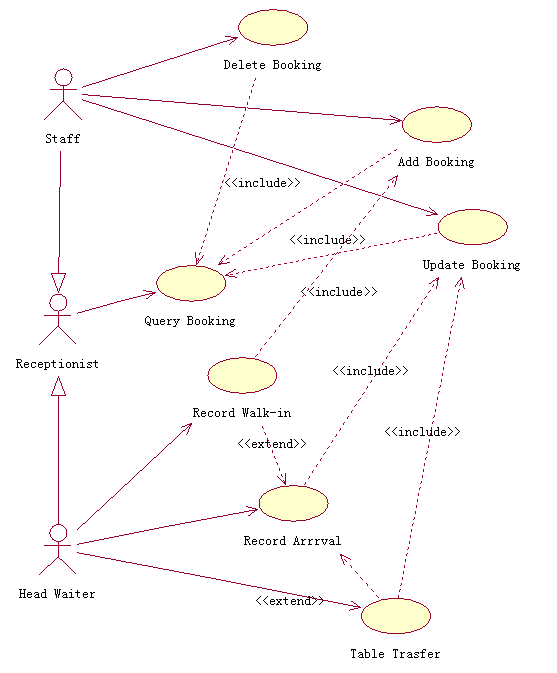 Delete Booking
Staff
Add Booking
<<include>>
<<include>>
Update Booking
<<include>>
Query Booking
Receptionist
<<include>>
Record Walk-in
<<include>>
<<extend>>
Record Arrrval
Head Waiter
<<extend>>
Table Trasfer